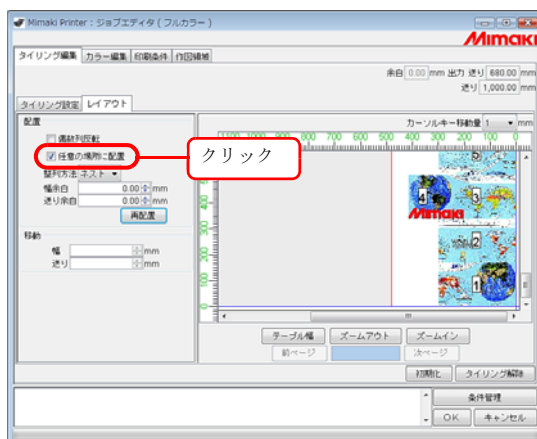 Mimaki Printer : ジョブエディタ ( フルカラー )
Mimaki
タイリング編集 カラー編集 印刷条件 作図領域
余白 0.00 mm 出力 送り 680.00 mm
送り 1,000.00 mm
タイリング設定 レイアウト
配置
カーソルキー移動量 1 mm
偶数列反転
1100 1000 900 800 700 600 500 400 300 200 100 0
任意の場所に配置
クリック
整列方法 ネスト
幅余白 0.00 mm
送り余白 0.00 mm
再配置
移動
幅 mm
送り mm
5
4 3
Mimaki
2
1
テーブル幅 ズームアウト ズームイン
前ページ 次ページ
初期化 タイリング解除
条件管理
OK キャンセル